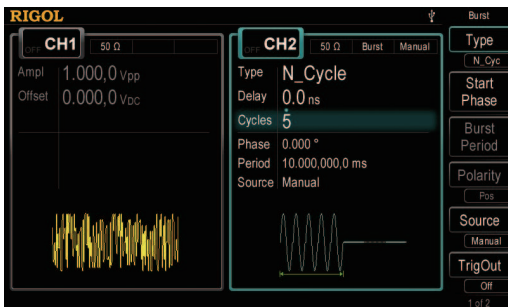 RIGOL
Burst
OFF CH1 50 Ω
Ampl 1.000,0 Vpp
Offset 0.000,0 VDC
OFF CH2 50 Ω Burst Manual
Type N_Cycle
Delay 0.0 ns
Cycles 5
Phase 0.000 °
Period 10.000,000,0 ms
Source Manual
Type
N_Cyc
Start
Phase
Burst
Period
Polarity
Pos
Source
Manual
TrigOut
Off
1 of 2